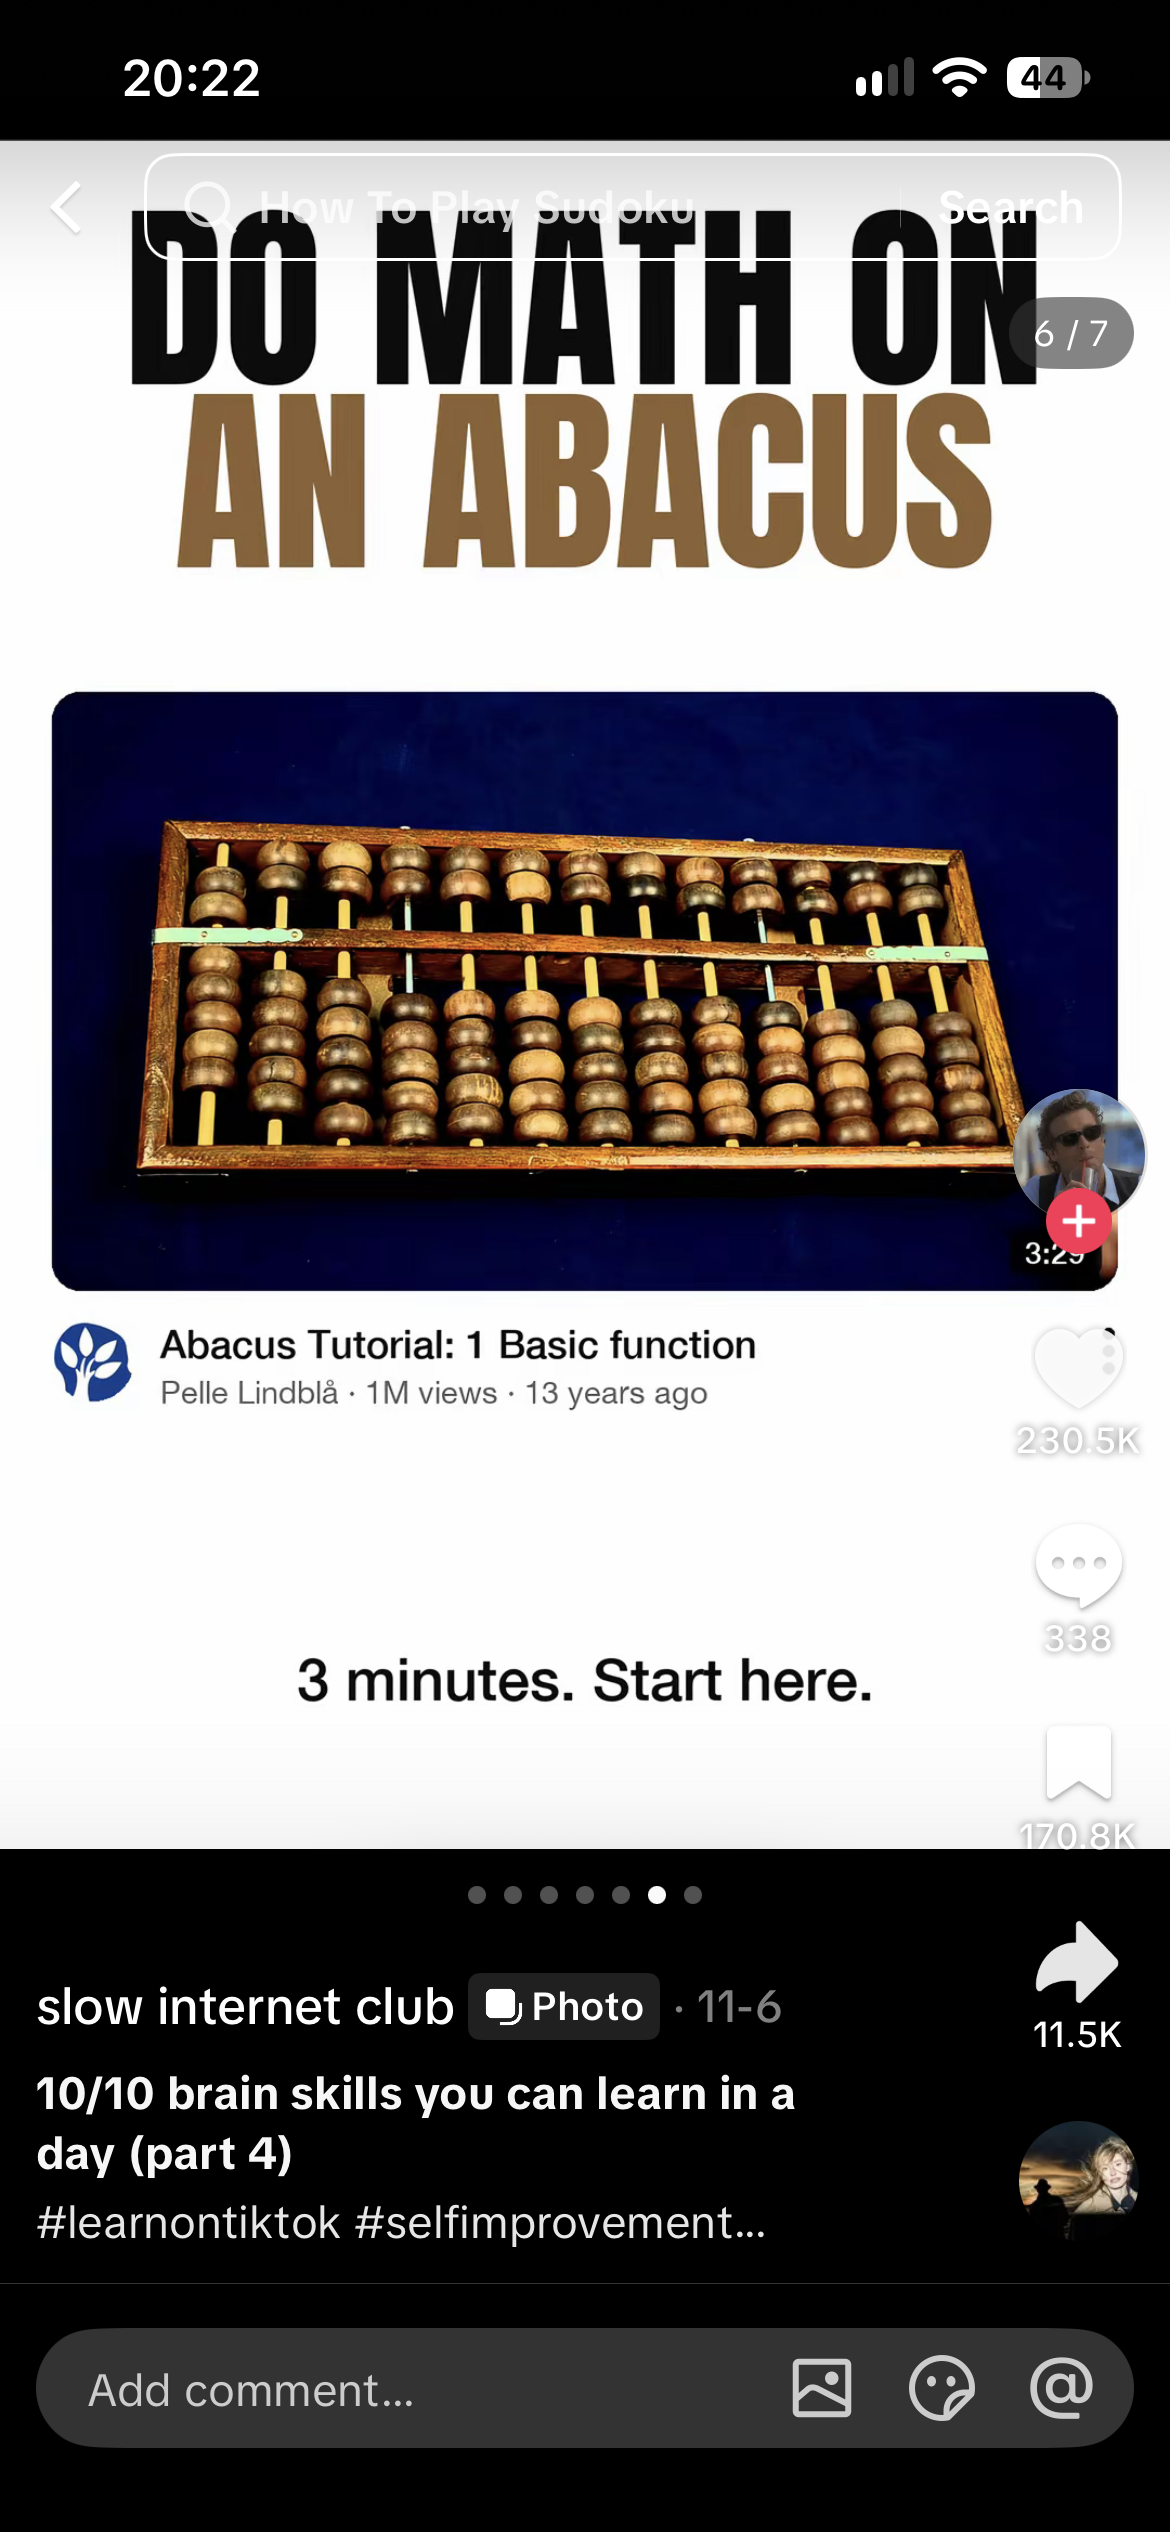 20:22
44
How To Play Sudoku
Search
DO MATH ON
6 / 7
AN ABACUS
3:29
Abacus Tutorial: 1 Basic function
Pelle Lindblå · 1M views · 13 years ago
230.5K
338
3 minutes. Start here.
170.8K
slow internet club
Photo
· 11-6
11.5K
10/10 brain skills you can learn in a
day (part 4)
#learnontiktok #selfimprovement...
Add comment...
@